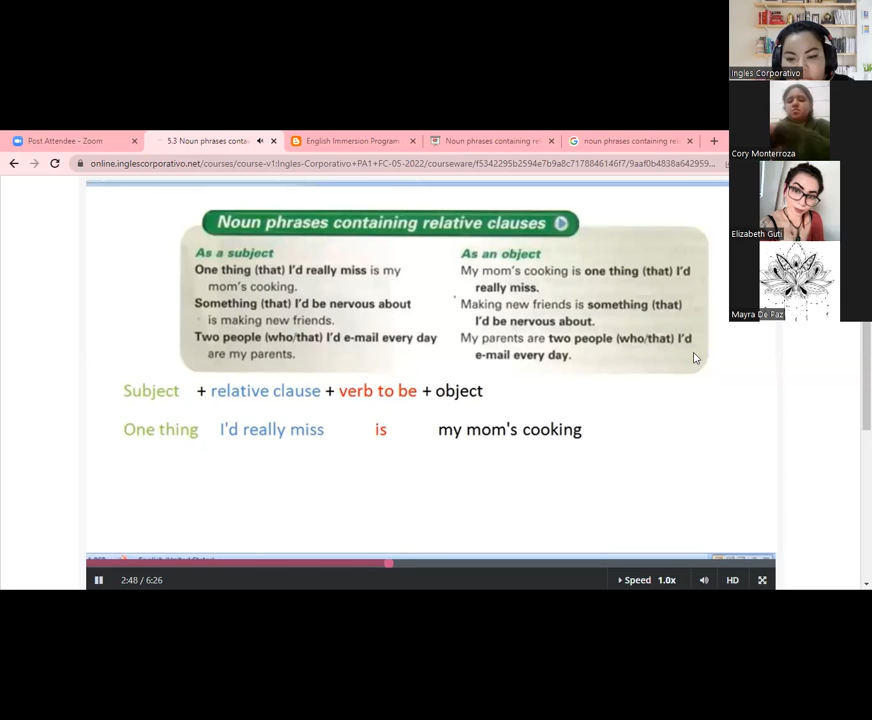 Ingles Corporativo
Cory Monterroza
Elizabeth Guti
Mayra De Paz
Post Attendee - Zoom
5.3 Noun phrases conta
English Immersion Program
Noun phrases containing re
noun phrases containing rel
online.inglescorporativo.net/courses/course-v1:Ingles-Corporativo+PA1+FC-05-2022/courseware/f5342295b2594e7b9a8c7178846146f7/9aaf0b4838a642959...
Noun phrases containing relative clauses
As a subject
One thing (that) I'd really miss is my
mom's cooking.
Something (that) I'd be nervous about
is making new friends.
Two people (who/that) I'd e-mail every day
are my parents.
As an object
My mom's cooking is one thing (that) I'd
really miss.
Making new friends is something (that)
I'd be nervous about.
My parents are two people (who/that) I'd
e-mail every day.
Subject + relative clause + verb to be + object
One thing I'd really miss is my mom's cooking
2:48 / 6:26
Speed 1.0x
HD